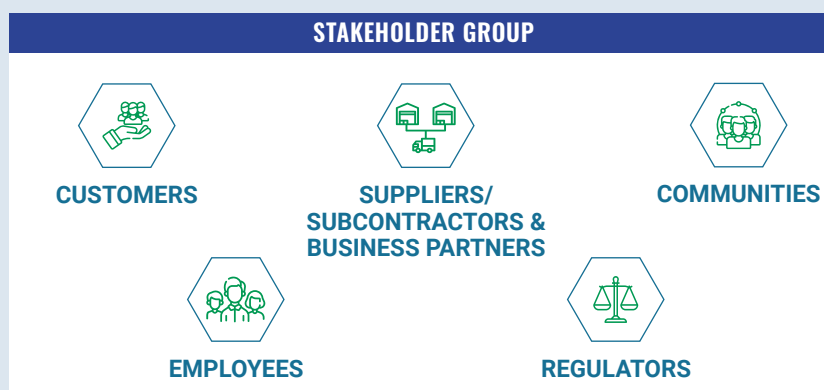 STAKEHOLDER GROUP
CUSTOMERS
SUPPLIERS/
SUBCONTRACTORS &
BUSINESS PARTNERS
COMMUNITIES
EMPLOYEES
REGULATORS